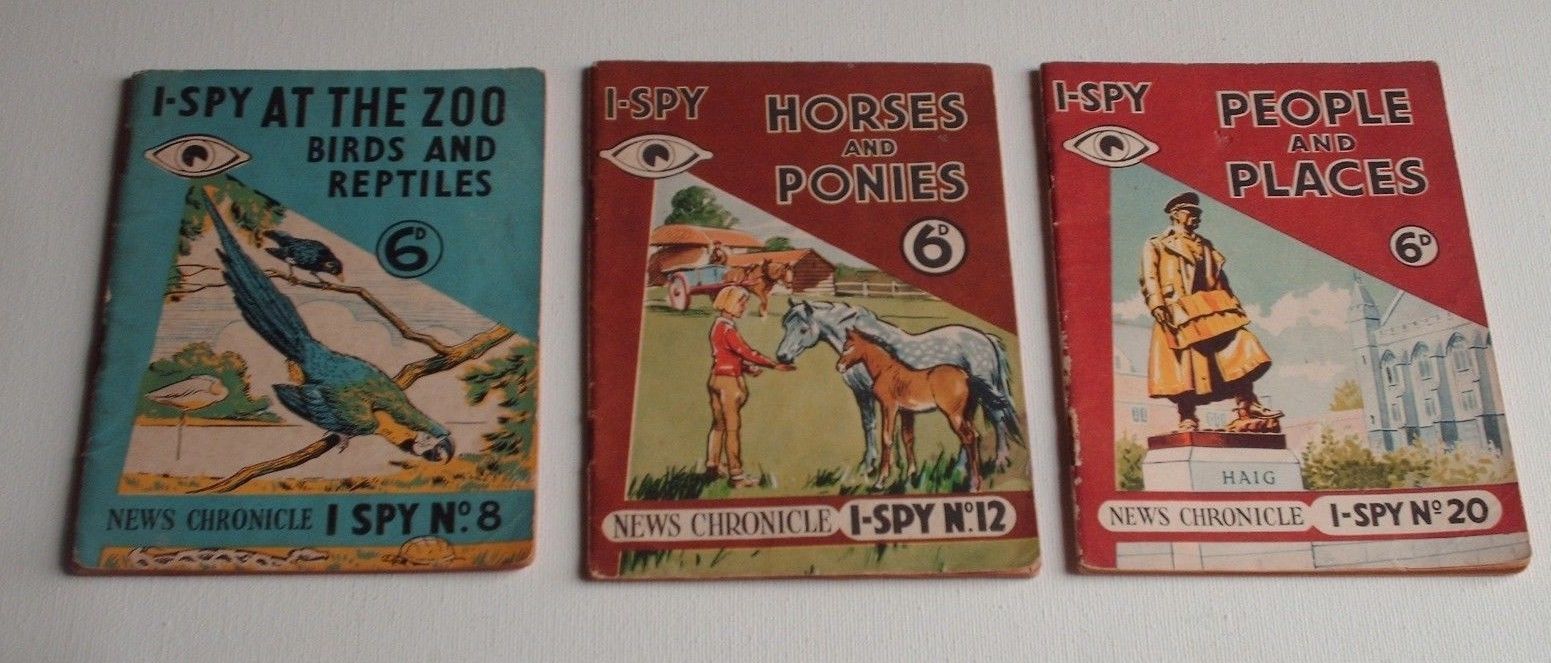 I-SPY AT THE ZOO
BIRDS AND
REPTILES
6D
NEWS CHRONICLE I SPY No. 8
I-SPY
HORSES
AND
PONIES
6D
NEWS CHRONICLE I-SPY No. 12
I-SPY
PEOPLE
AND
PLACES
6D
HAIG
NEWS CHRONICLE I-SPY No 20